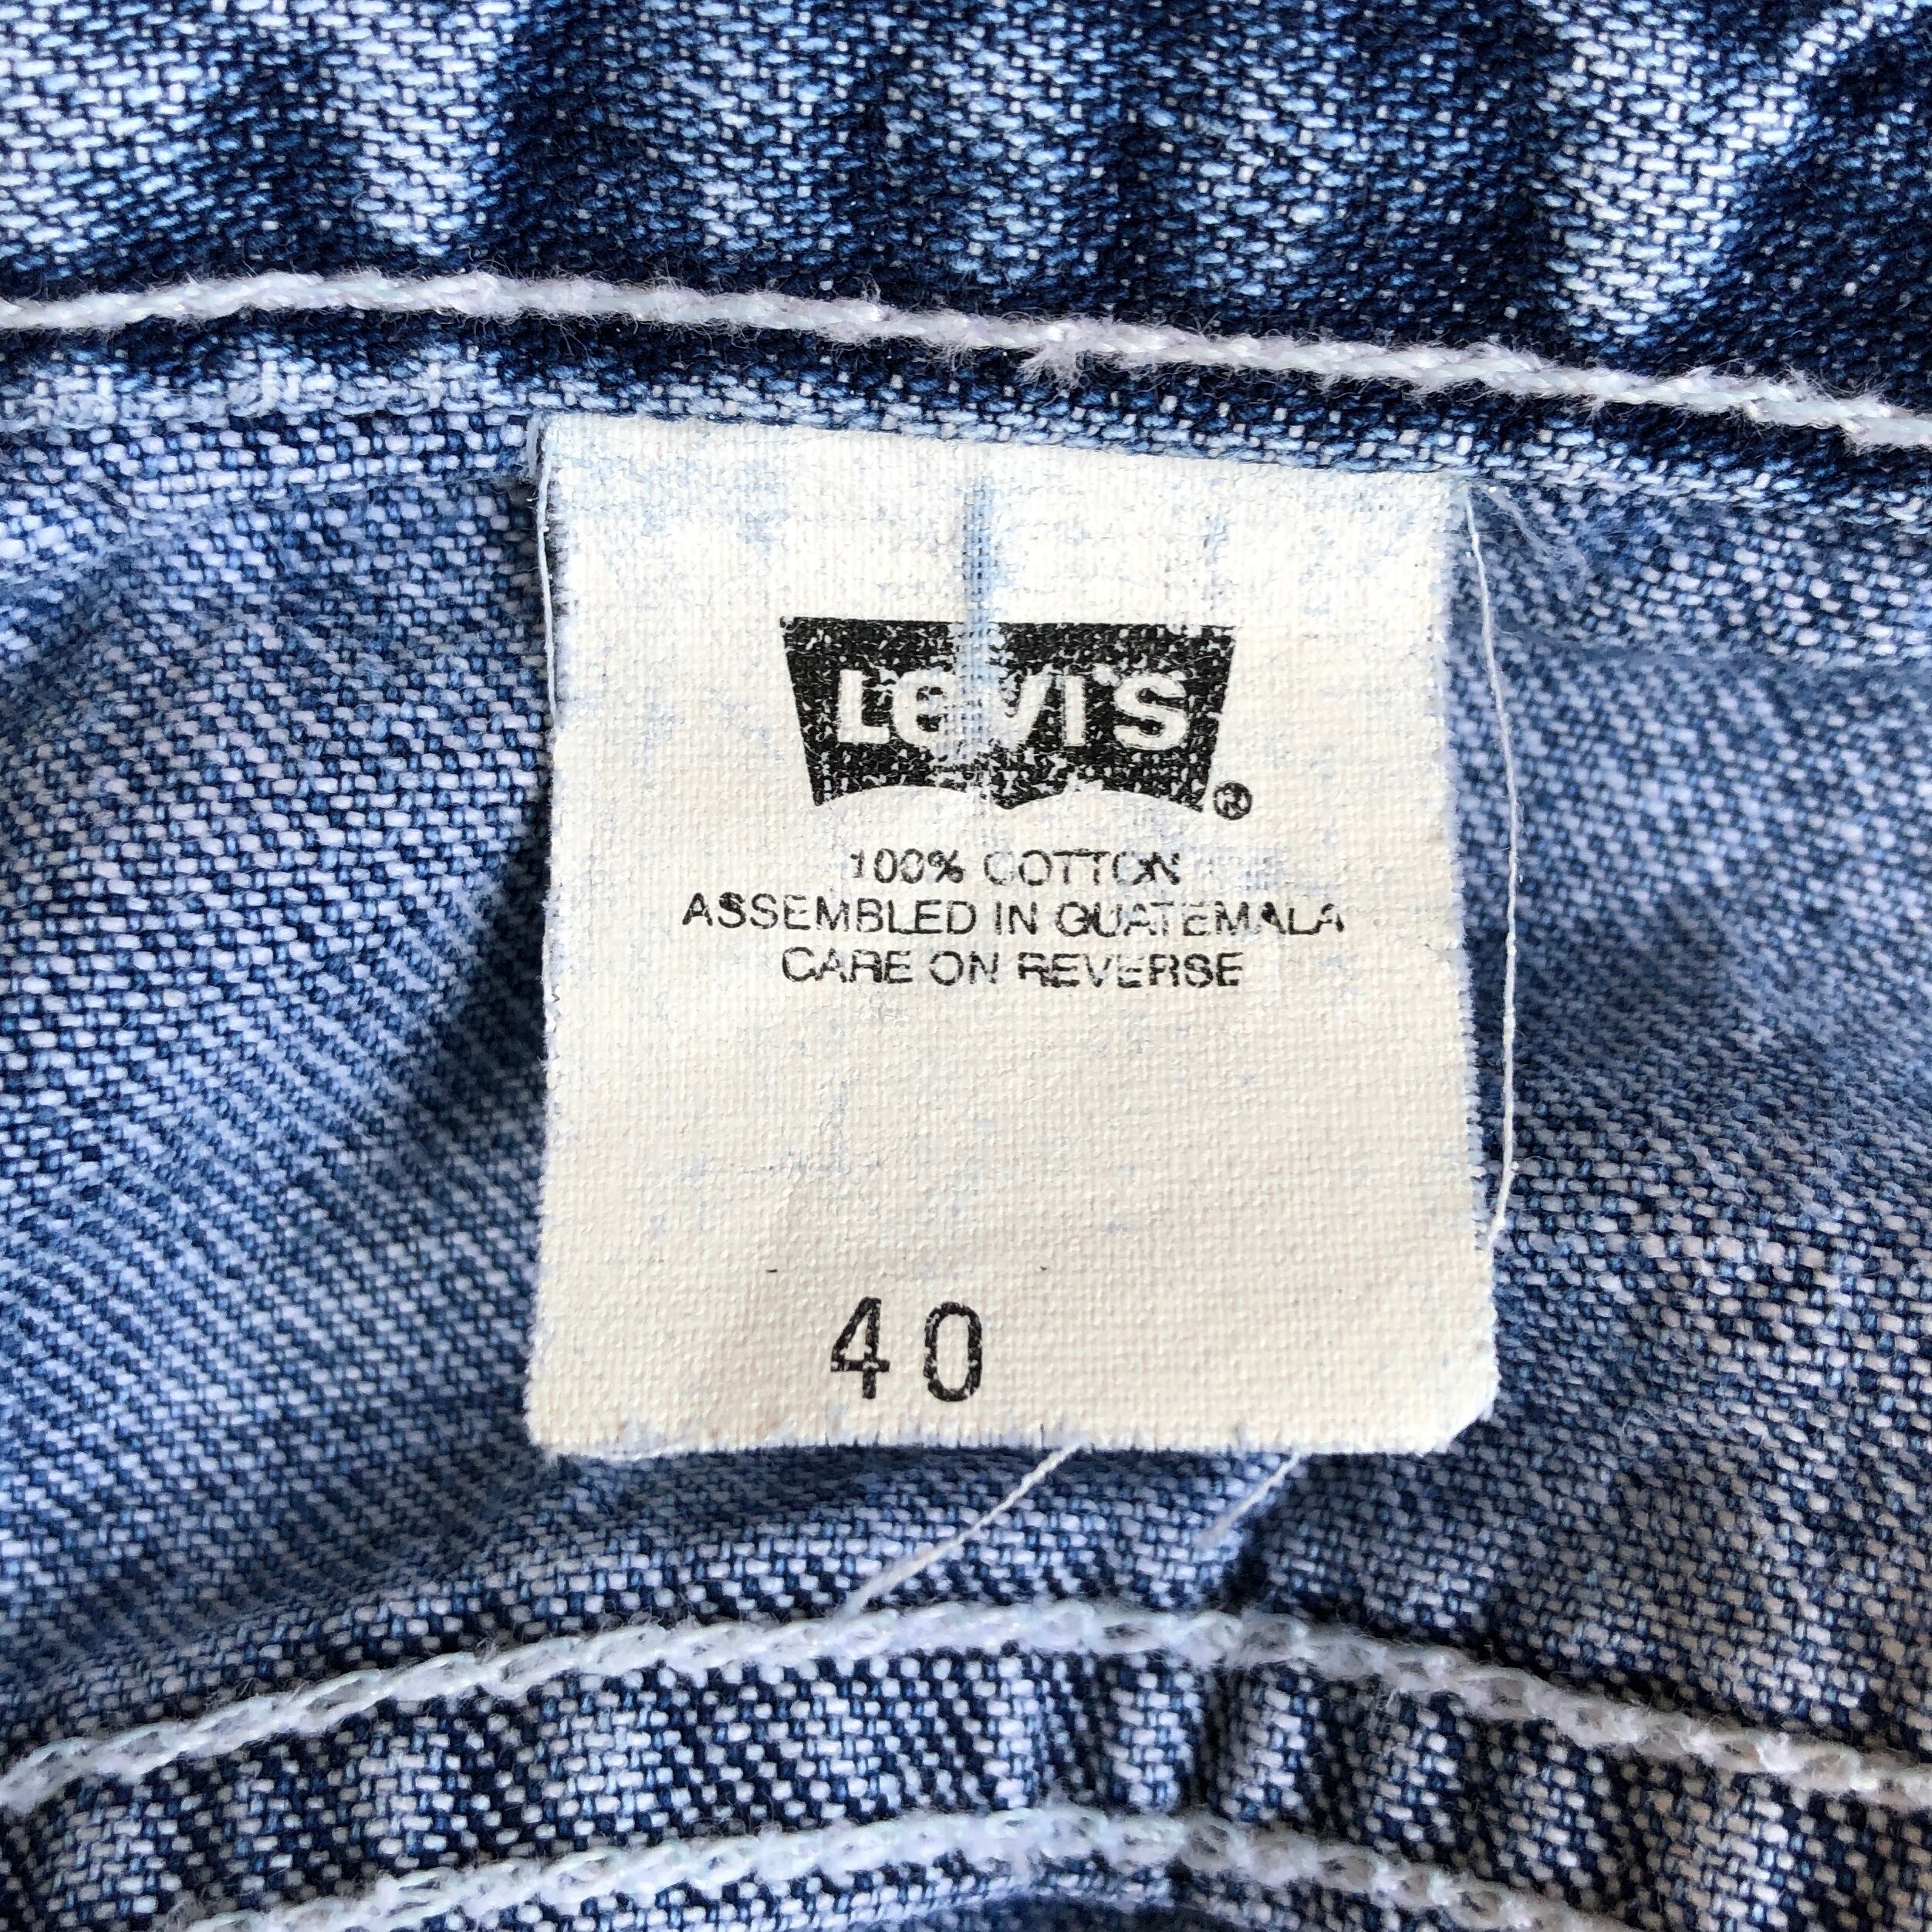 LEVI'S®
100% COTTON
ASSEMBLED IN GUATEMALA
CARE ON REVERSE
40